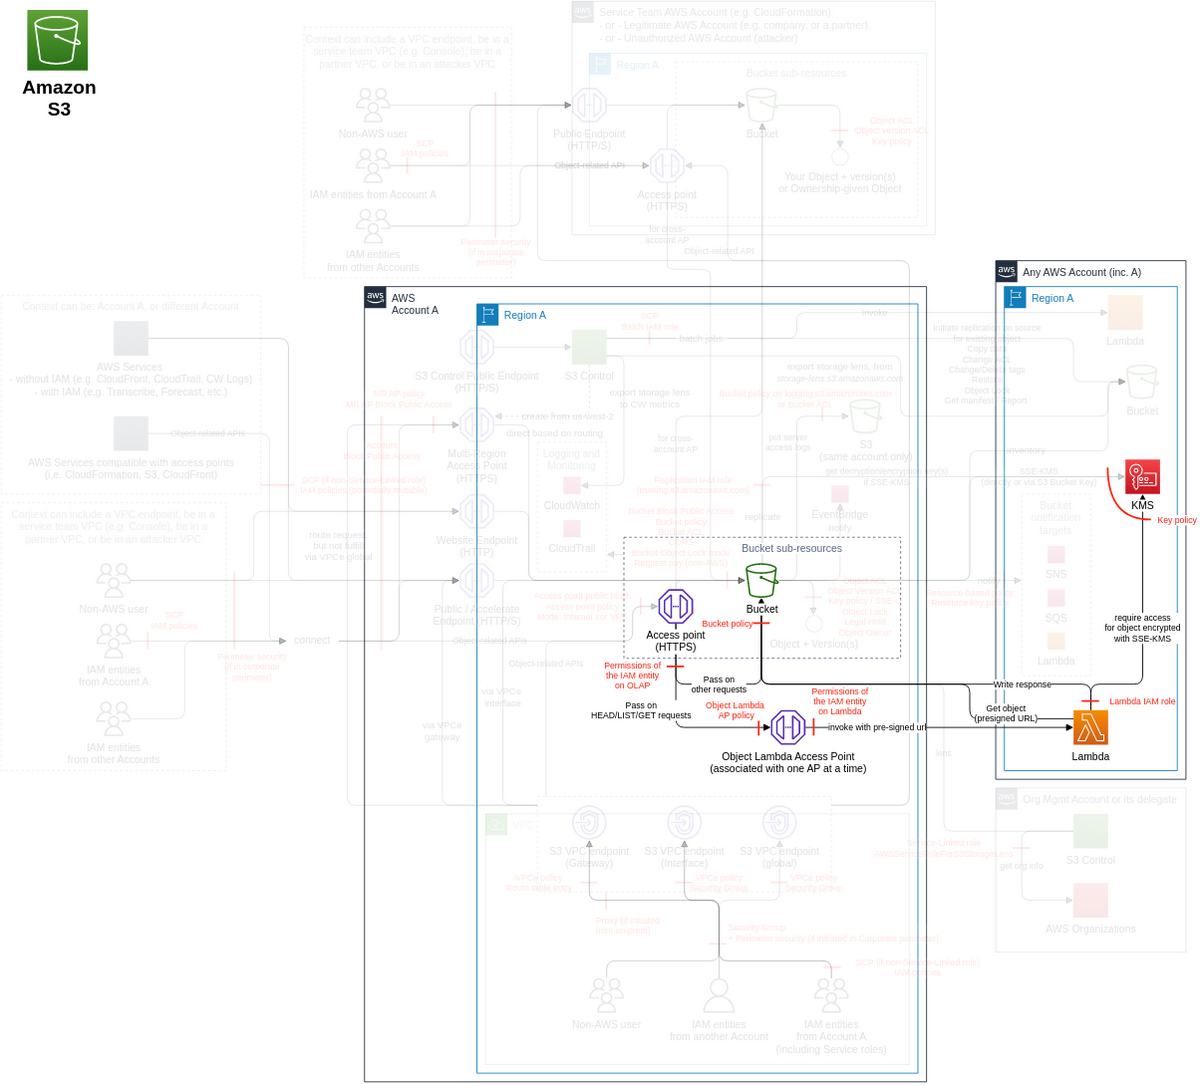 Amazon
S3
Service Team AWS Account (e.g. CloudFormation)
- or - Legitimate AWS Account (e.g. company, or a partner)
- or - Unauthorized AWS Account (attacker)
Region A
Bucket sub-resources
Context can include a VPC endpoint, be in a
service team VPC (e.g. Console), be in a
partner VPC, or be in an attacker VPC
Non-AWS user
SCP
IAM policies
IAM entities from Account A
IAM entities
from other Accounts
Perimeter security
(if in corporate
perimeter)
Public Endpoint
(HTTP/S)
Object-related API
Access point
(HTTPS)
Bucket
Object ACL
Object version ACL
Key policy
Your Object + version(s)
or Ownership-given Object
for cross-
account AP
Object-related API
Any AWS Account (inc. A)
Region A
Lambda
Bucket
KMS
Key policy
Initiate replication on source
for existing object
Copy data
Change ACL
Change/Delete tags
Restore
Object Lock
Get manifest / Report
invoke
inventory
SSE-KMS
(directly or via S3 Bucket Key)
Bucket
notification
targets
SNS
SQS
Lambda
notify
Resource-based policy
Resource key policy
require access
for object encrypted
with SSE-KMS
Write response
Lambda IAM role
Get object
(presigned URL)
Lambda
AWS
Account A
Region A
S3 Control Public Endpoint
(HTTP/S)
S3 Control
SCP
Batch IAM role
batch jobs
export storage lens
to CW metrics
export storage lens, from
storage-lens.s3.amazonaws.com
Bucket policy on logging.s3.amazonaws.com
or Bucket ACL
MR AP policy
MR AP Block Public Access
Account
Block Public Access
create from us-west-2
direct based on routing
Multi-Region
Access Point
(HTTPS)
Logging and
Monitoring
CloudWatch
CloudTrail
for cross-
account AP
put server
access logs
S3
(same account only)
get decryption/encryption key(s)
if SSE-KMS
Replication IAM role
replicate
EventBridge
notify
Bucket Block Public Access
Bucket policy
Bucket Object Lock mode
Request pay (non-AWS)
Website Endpoint
(HTTP)
Public / Accelerate
Endpoint (HTTP/S)
Bucket sub-resources
Bucket
Bucket policy
Access point
(HTTPS)
Access point policy
Object ACL
Object Version ACL
Object Lock
Legal Hold
Object Owner
Object + Version(s)
Permissions of
the IAM entity
on OLAP
Pass on
other requests
Pass on
HEAD/LIST/GET requests
Object Lambda
AP policy
Permissions of
the IAM entity
on Lambda
invoke with pre-signed url
Object Lambda Access Point
(associated with one AP at a time)
Context can be: Account A, or different Account
AWS Services
- without IAM (e.g. CloudFront, CloudTrail, CW Logs)
- with IAM (e.g. Transcribe, Forecast, etc.)
Object-related APIs
AWS Services compatible with access points
(i.e. CloudFormation, S3, CloudFront)
SCP (if non-Service-Linked role)
IAM policies (potentially mutable)
Context can include a VPC endpoint, be in a
service team VPC (e.g. Console), be in a
partner VPC, or be in an attacker VPC
route request
but not fulfill
via VPCe global
Non-AWS user
SCP
IAM policies
IAM entities
from Account A
Perimeter security
(if in corporate
perimeter)
connect
IAM entities
from other Accounts
Object-related APIs
Object-related APIs
via VPCe
interface
via VPCe
gateway
lens
VPC
S3 VPC endpoint
(Gateway)
S3 VPC endpoint
(Interface)
S3 VPC endpoint
(global)
VPCe policy
Route table entry
VPCe policy
Security Group
VPCe policy
Security Group
Proxy (if initiated
from on-prem)
Security Group
+ Perimeter security (if initiated in Corporate perimeter)
SCP (if non-Service-Linked role)
IAM policies
Non-AWS user
IAM entities
from another Account
IAM entities
from Account A
(including Service roles)
Org Mgmt Account or its delegate
Service-Linked role
AWSServiceRoleForS3StorageLens
get org info
S3 Control
AWS Organizations